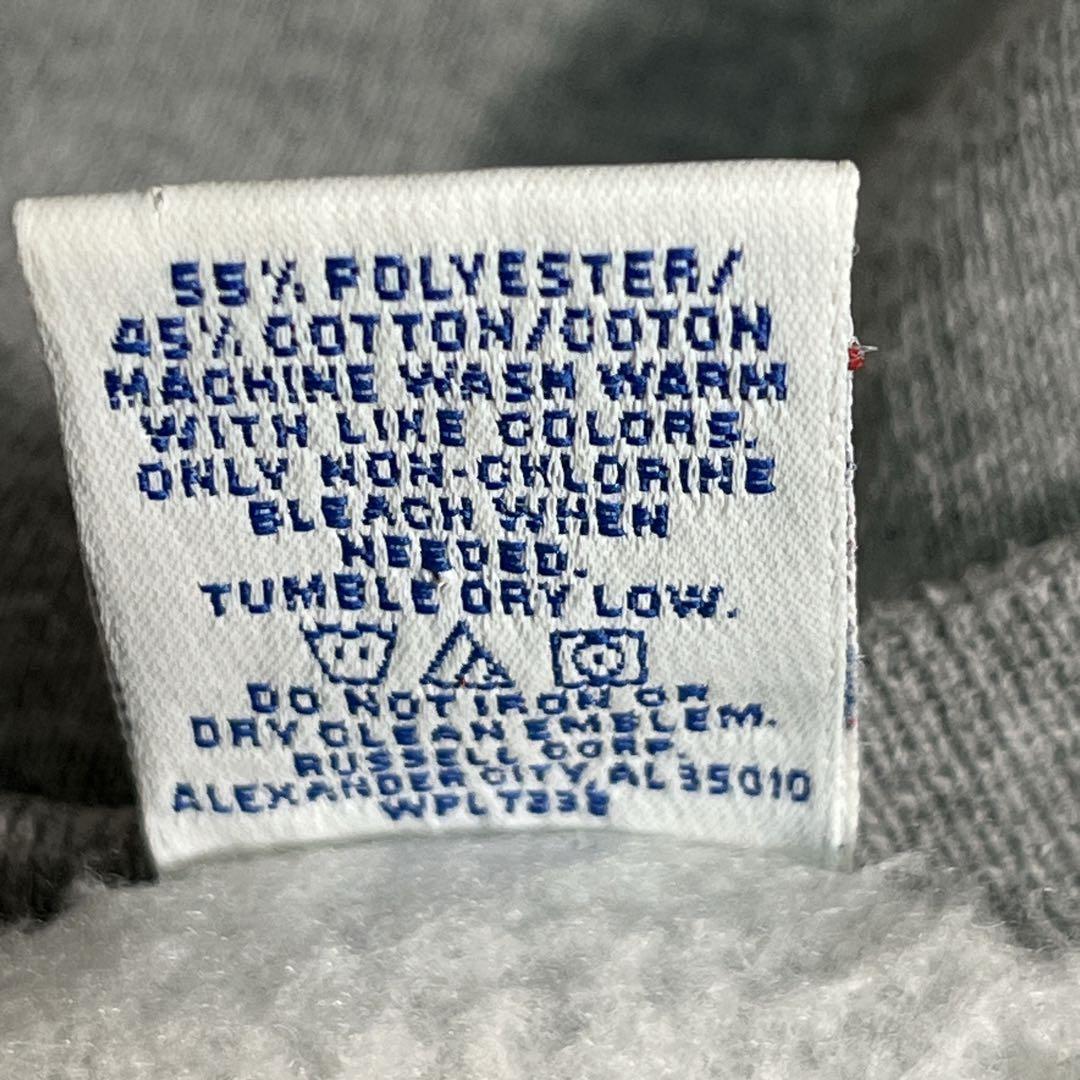 55% POLYESTER/
45% COTTON/COTON
MACHINE WASH WARM
WITH LIKE COLORS.
ONLY NON-CHLORINE
BLEACH WHEN
NEEDED.
TUMBLE DRY LOW.
DO NOT IRON OR
DRY CLEAN EMBLEM.
RUSSELL CORP.
ALEXANDER CITY, AL 35010
WPL